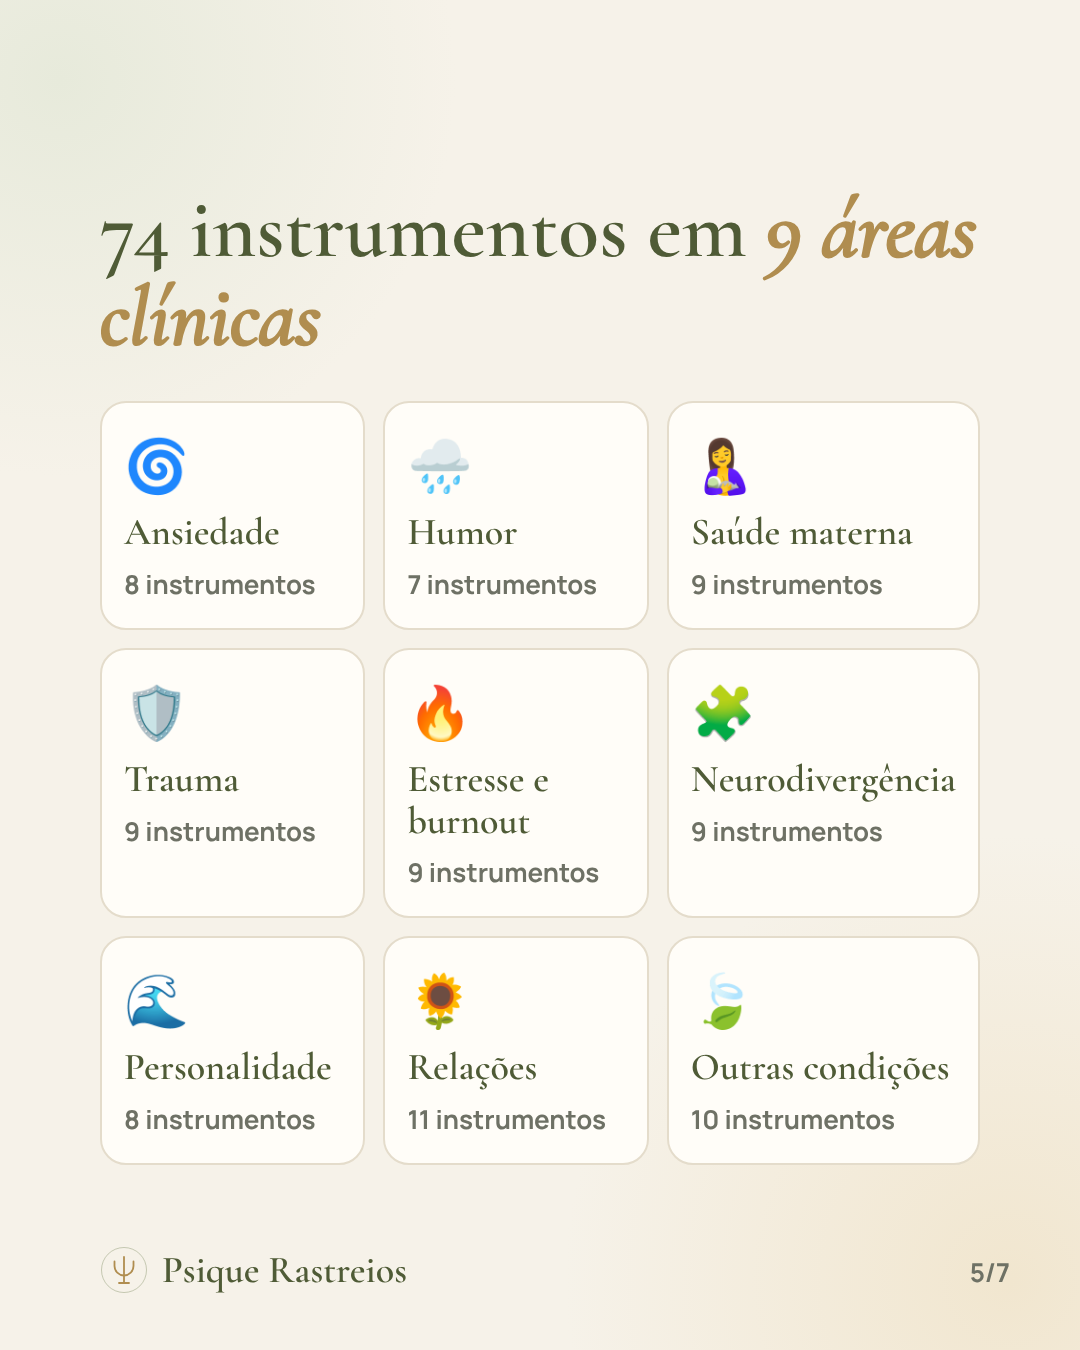 74 instrumentos em 9 áreas
clínicas
Ansiedade
8 instrumentos
Humor
7 instrumentos
Saúde materna
9 instrumentos
Trauma
9 instrumentos
Estresse e
burnout
9 instrumentos
Neurodivergência
9 instrumentos
Personalidade
8 instrumentos
Relações
11 instrumentos
Outras condições
10 instrumentos
Psique Rastreios
5/7